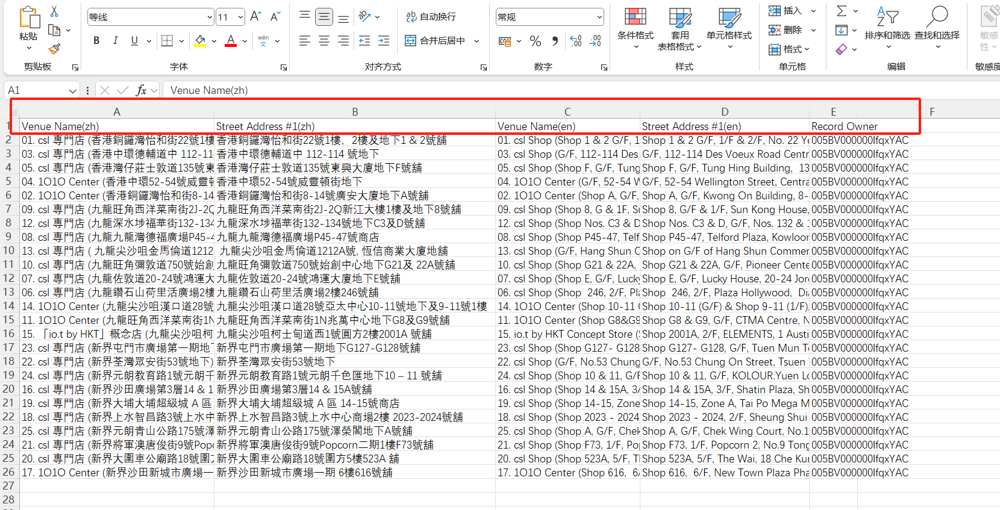 等线 11 自动换行 常规 插入
粘贴 B I U A wén 文 合并后居中 % 条件格式 套用 表格格式 单元格样式 删除 格式 排序和筛选 查找和选择 敏感 性
剪贴板 字体 对齐方式 数字 样式 单元格 编辑 敏感度
A1 fx Venue Name(zh)
A B C D E F
1 Venue Name(zh) Street Address #1(zh) Venue Name(en) Street Address #1(en) Record Owner
2 01. csl 專門店 (香港銅鑼灣怡和街22號1樓 香港銅鑼灣怡和街22號1樓，2樓及地下1 & 2號舖 01. csl Shop (Shop 1 & 2 G/F, 1 Shop 1 & 2 G/F, 1/F & 2/F, No. 22 Ye 005BV000000IfqxYAC
3 03. csl 專門店 (香港中環德輔道中 112-11 香港中環德輔道中 112-114 號地下 03. csl Shop (G/F, 112-114 Des G/F, 112-114 Des Voeux Road Centr 005BV000000IfqxYAC
4 05. csl 專門店 (香港灣仔莊士敦道135號東 香港灣仔莊士敦道135號東興大廈地下F號舖 05. csl Shop (Shop F, G/F, Tung Shop F, G/F, Tung Hing Building, 13 005BV000000IfqxYAC
5 04. 1O1O Center (香港中環52-54號威靈頓 香港中環52-54號威靈頓街地下 04. 1O1O Center (G/F, 52-54 W G/F, 52-54 Wellington Street, Centra 005BV000000IfqxYAC
6 02. 1O1O Center (香港銅鑼灣怡和街8-14 香港銅鑼灣怡和街8-14號廣安大廈地下A號舖 02. 1O1O Center (Shop A, G/F, Shop A, G/F, Kwong On Building, 8- 005BV000000IfqxYAC
7 09. csl 專門店 (九龍旺角西洋菜南街2J-2Q 九龍旺角西洋菜南街2J-2Q新江大樓1樓及地下8號舖 09. csl Shop (Shop 8, G & 1F, Su Shop 8, G/F & 1/F, Sun Kong House, 005BV000000IfqxYAC
8 12. csl 專門店 (九龍深水埗福華街132-134 九龍深水埗福華街132-134號地下C3及D號舖 12. csl Shop (Shop Nos. C3 & D Shop Nos. C3 & D, G/F, Nos. 132 & 1 005BV000000IfqxYAC
9 08. csl 專門店 (九龍九龍灣德福廣場P45-4 九龍九龍灣德福廣場P45-47號商店 08. csl Shop (Shop P45-47, Telf Shop P45-47, Telford Plaza, Kowloon 005BV000000IfqxYAC
10 13. csl 專門店 ( 九龍尖沙咀金馬倫道1212 九龍尖沙咀金馬倫道1212A號, 恆信商業大廈地舖 13. csl Shop (G/F, Hang Shun C Shop on G/F of Hang Shun Commer 005BV000000IfqxYAC
11 10. csl 專門店 (九龍旺角彌敦道750號始創 九龍旺角彌敦道750號始創中心地下G21及 22A號舖 10. csl Shop (Shop G21 & 22A, Shop G21 & 22A, G/F, Pioneer Cente 005BV000000IfqxYAC
12 07. csl 專門店 (九龍佐敦道20-24號鴻運大 九龍佐敦道20-24號鴻運大廈地下E號舖 07. csl Shop (Shop E, G/F, Lucky Shop E, G/F, Lucky House, 20-24 Jor 005BV000000IfqxYAC
13 06. csl 專門店 (九龍鑽石山荷里活廣場2樓 九龍鑽石山荷里活廣場2樓246號舖 06. csl Shop (Shop 246, 2/F, Pla Shop 246, 2/F, Plaza Hollywood, Dia 005BV000000IfqxYAC
14 14. 1O1O Center (九龍尖沙咀漢口道28號 九龍尖沙咀漢口道28號亞太中心10-11號地下及9-11號1樓 14. 1O1O Center (Shop 10-11 ( Shop 10-11 (G/F) & Shop 9-11 (1/F), 005BV000000IfqxYAC
15 11. 1O1O Center (九龍旺角西洋菜南街1N 九龍旺角西洋菜南街1N兆萬中心地下G8及G9號舖 11. 1O1O Center (Shop G8&G9 Shop G8 & G9, G/F, CTMA Centre, N 005BV000000IfqxYAC
16 15. 「io.t by HKT」概念店 (九龍尖沙咀柯 九龍尖沙咀柯士甸道西1號圓方2樓2001A 號舖 15. io.t by HKT Concept Store (S Shop 2001A, 2/F, ELEMENTS, 1 Austi 005BV000000IfqxYAC
17 23. csl 專門店 (新界屯門市廣場第一期地下 新界屯門市廣場第一期地下G127-G128號舖 23. csl Shop (Shop G127- G128 Shop G127- G128, G/F, Tuen Mun T 005BV000000IfqxYAC
18 22. csl 專門店 (新界荃灣眾安街53號地下) 新界荃灣眾安街53號地下 22. csl Shop (G/F, No.53 Chung G/F, No.53 Chung On Street, Tsuen 005BV000000IfqxYAC
19 24. csl 專門店 (新界元朗教育路1號元朗千 新界元朗教育路1號元朗千色匯地下10 – 11 號舖 24. csl Shop (Shop 10 & 11, G/F Shop 10 & 11, G/F, KOLOUR.Yuen Lo 005BV000000IfqxYAC
20 16. csl 專門店 (新界沙田廣場第3層14 & 1 新界沙田廣場第3層14 & 15A號舖 16. csl Shop (Shop 14 & 15A, 3/ Shop 14 & 15A, 3/F, Shatin Plaza, Sh 005BV000000IfqxYAC
21 19. csl 專門店 (新界大埔大埔超級城 A 區 新界大埔大埔超級城 A 區 14-15號商店 19. csl Shop (Shop 14-15, Zone Shop 14-15, Zone A, Tai Po Mega M 005BV000000IfqxYAC
22 18. csl 專門店 (新界上水智昌路3號上水中 新界上水智昌路3號上水中心商場2樓 2023-2024號舖 18. csl Shop (Shop 2023 - 2024 Shop 2023 - 2024, 2/F, Sheung Shui 005BV000000IfqxYAC
23 25. csl 專門店 (新界元朗青山公路175號澤 新界元朗青山公路175號澤榮閣地下A號舖 25. csl Shop (Shop A, G/F, Chek Shop A, G/F, Chek Wing Court, No.1 005BV000000IfqxYAC
24 21. csl 專門店 (新界將軍澳唐俊街9號Popc 新界將軍澳唐俊街9號Popcorn二期1樓F73號舖 21. csl Shop (Shop F73, 1/F, Po Shop F73, 1/F, Popcorn 2, No.9 Tong 005BV000000IfqxYAC
25 20. csl 專門店 (新界大圍車公廟路18號圍方 新界大圍車公廟路18號圍方5樓523A 舖 20. csl Shop (Shop 523A, 5/F, T Shop 523A, 5/F, The Wai, 18 Che Kun 005BV000000IfqxYAC
26 17. 1O1O Center (新界沙田新城市廣場一 新界沙田新城市廣場一期 6樓616號舖 17. 1O1O Center (Shop 616, 6/ Shop 616, 6/F, New Town Plaza Pha 005BV000000IfqxYAC
27
28